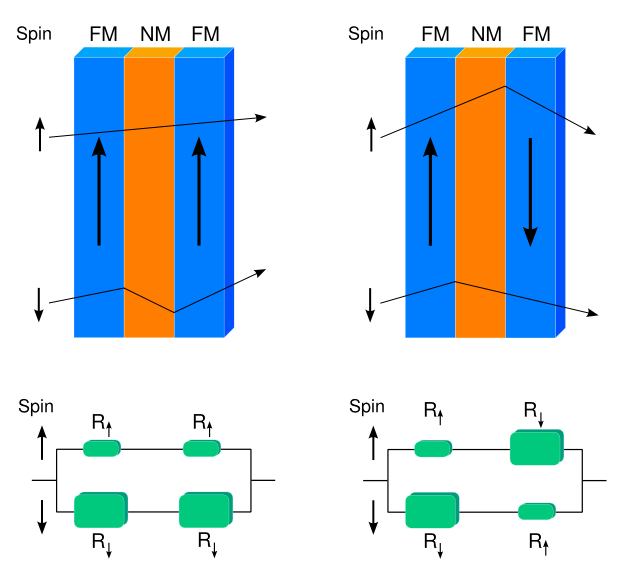 Spin FM NM FM
Spin FM NM FM
Spin R↑ R↑
R↓ R↓
Spin R↑ R↓
R↓ R↑